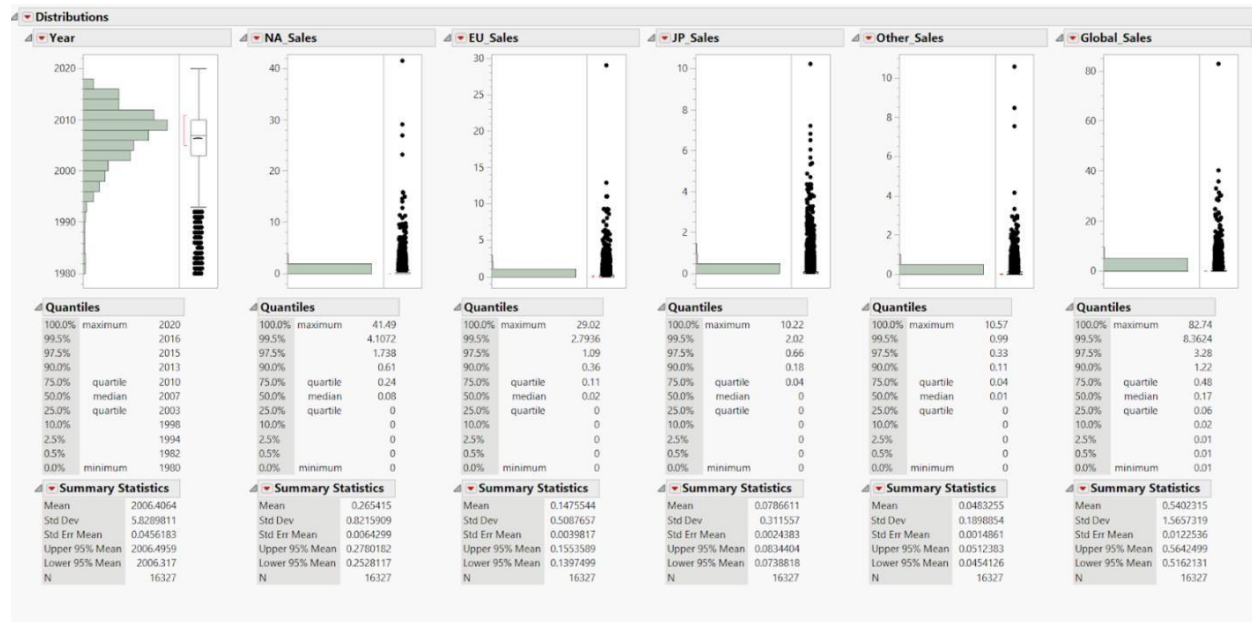 Distributions
Year
2020
2010
2000
1990
1980
Quantiles
100.0% maximum 2020
99.5% 2016
97.5% 2015
90.0% 2013
75.0% quartile 2010
50.0% median 2007
25.0% quartile 2003
10.0% 1998
2.5% 1994
0.5% 1982
0.0% minimum 1980
Summary Statistics
Mean 2006.4064
Std Dev 5.8289811
Std Err Mean 0.0456183
Upper 95% Mean 2006.4959
Lower 95% Mean 2006.317
N 16327
NA_Sales
40
30
20
10
0
Quantiles
100.0% maximum 41.49
99.5% 4.1072
97.5% 1.738
90.0% 0.61
75.0% quartile 0.24
50.0% median 0.08
25.0% quartile 0
10.0% 0
2.5% 0
0.5% 0
0.0% minimum 0
Summary Statistics
Mean 0.265415
Std Dev 0.8215909
Std Err Mean 0.0064299
Upper 95% Mean 0.2780182
Lower 95% Mean 0.2528117
N 16327
EU_Sales
30
25
20
15
10
5
0
Quantiles
100.0% maximum 29.02
99.5% 2.7936
97.5% 1.09
90.0% 0.36
75.0% quartile 0.11
50.0% median 0.02
25.0% quartile 0
10.0% 0
2.5% 0
0.5% 0
0.0% minimum 0
Summary Statistics
Mean 0.1475544
Std Dev 0.5087657
Std Err Mean 0.0039817
Upper 95% Mean 0.1553589
Lower 95% Mean 0.1397499
N 16327
JP_Sales
10
8
6
4
2
0
Quantiles
100.0% maximum 10.22
99.5% 2.02
97.5% 0.66
90.0% 0.18
75.0% quartile 0.04
50.0% median 0
25.0% quartile 0
10.0% 0
2.5% 0
0.5% 0
0.0% minimum 0
Summary Statistics
Mean 0.0786611
Std Dev 0.311557
Std Err Mean 0.0024383
Upper 95% Mean 0.0834404
Lower 95% Mean 0.0738818
N 16327
Other_Sales
10
8
6
4
2
0
Quantiles
100.0% maximum 10.57
99.5% 0.99
97.5% 0.33
90.0% 0.11
75.0% quartile 0.04
50.0% median 0.01
25.0% quartile 0
10.0% 0
2.5% 0
0.5% 0
0.0% minimum 0
Summary Statistics
Mean 0.0483255
Std Dev 0.1898854
Std Err Mean 0.0014861
Upper 95% Mean 0.0512383
Lower 95% Mean 0.0454126
N 16327
Global_Sales
80
60
40
20
0
Quantiles
100.0% maximum 82.74
99.5% 8.3624
97.5% 3.28
90.0% 1.22
75.0% quartile 0.48
50.0% median 0.17
25.0% quartile 0.06
10.0% 0.02
2.5% 0.01
0.5% 0.01
0.0% minimum 0.01
Summary Statistics
Mean 0.5402315
Std Dev 1.5657319
Std Err Mean 0.0122536
Upper 95% Mean 0.5642499
Lower 95% Mean 0.5162131
N 16327